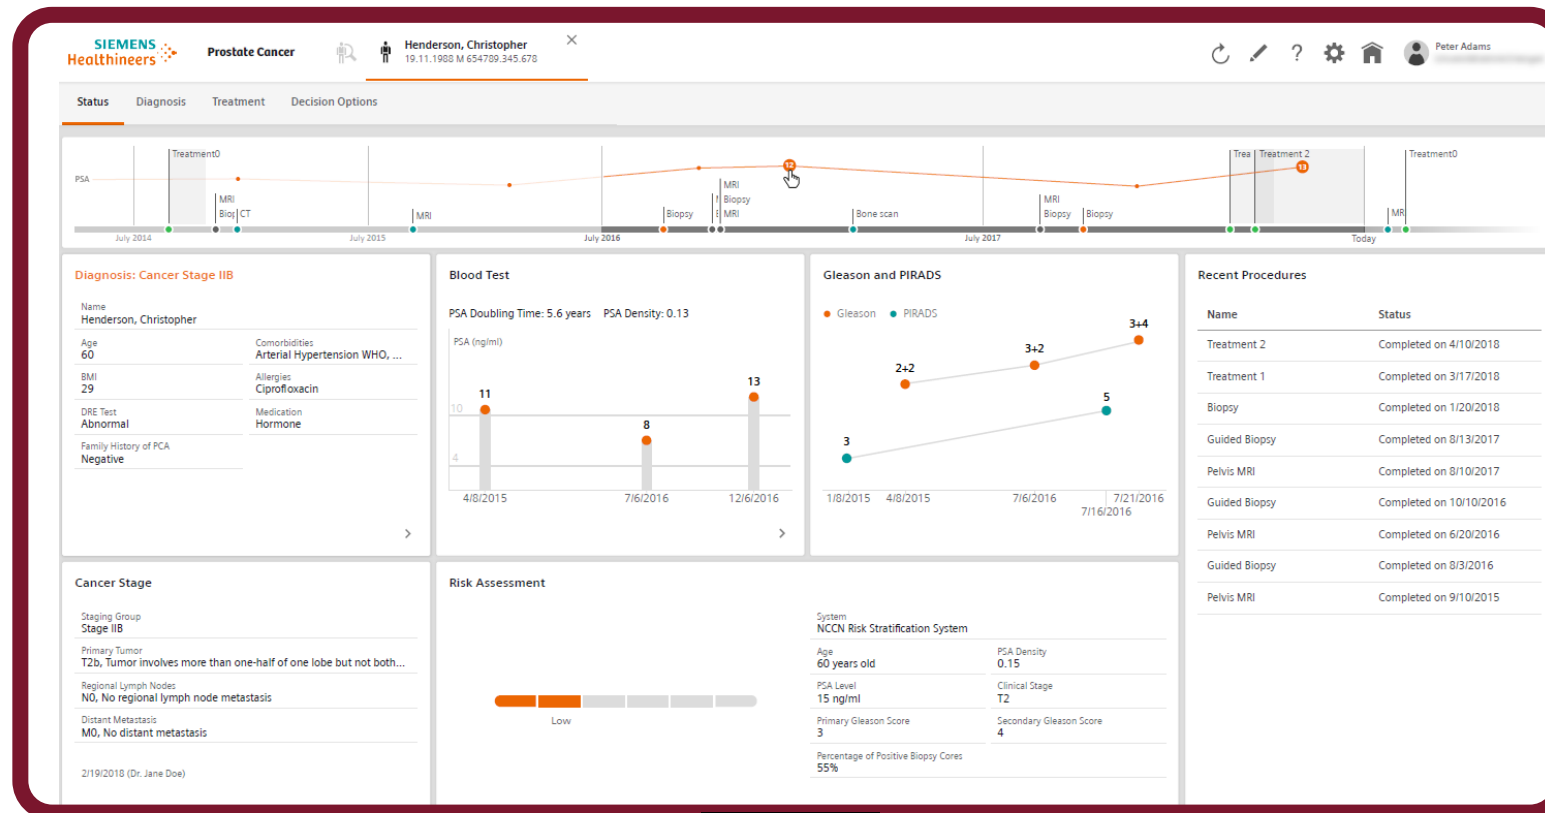 SIEMENS
Healthineers
Prostate Cancer
Henderson, Christopher
19.11.1988 M 654789.345.678
Peter Adams
Status Diagnosis Treatment Decision Options
Treatment0 12 Trea Treatment 2 13 Treatment0
PSA
MRI MRI MRI
Biopsy
CT MRI Biopsy MRI Bone scan Biopsy Biopsy MR
July 2014 July 2015 July 2016 July 2017 Today
Diagnosis: Cancer Stage IIB
Name
Henderson, Christopher
Age Comorbidities
60 Arterial Hypertension WHO, ...
BMI Allergies
29 Ciprofloxacin
DRE Test Medication
Abnormal Hormone
Family History of PCA
Negative
Blood Test
PSA Doubling Time: 5.6 years PSA Density: 0.13
PSA (ng/ml)
13
11
10
8
4
4/8/2015 7/6/2016 12/6/2016
Gleason and PIRADS
Gleason PIRADS
3+4
3+2
2+2
5
3
1/8/2015 4/8/2015 7/6/2016 7/21/2016
7/16/2016
Recent Procedures
Name Status
Treatment 2 Completed on 4/10/2018
Treatment 1 Completed on 3/17/2018
Biopsy Completed on 1/20/2018
Guided Biopsy Completed on 8/13/2017
Pelvis MRI Completed on 8/10/2017
Guided Biopsy Completed on 10/10/2016
Pelvis MRI Completed on 6/20/2016
Guided Biopsy Completed on 8/3/2016
Pelvis MRI Completed on 9/10/2015
Cancer Stage
Staging Group
Stage IIB
Primary Tumor
T2b, Tumor involves more than one-half of one lobe but not both...
Regional Lymph Nodes
N0, No regional lymph node metastasis
Distant Metastasis
M0, No distant metastasis
2/19/2018 (Dr. Jane Doe)
Risk Assessment
Low
System
NCCN Risk Stratification System
Age PSA Density
60 years old 0.15
PSA Level Clinical Stage
15 ng/ml T2
Primary Gleason Score Secondary Gleason Score
3 4
Percentage of Positive Biopsy Cores
55%